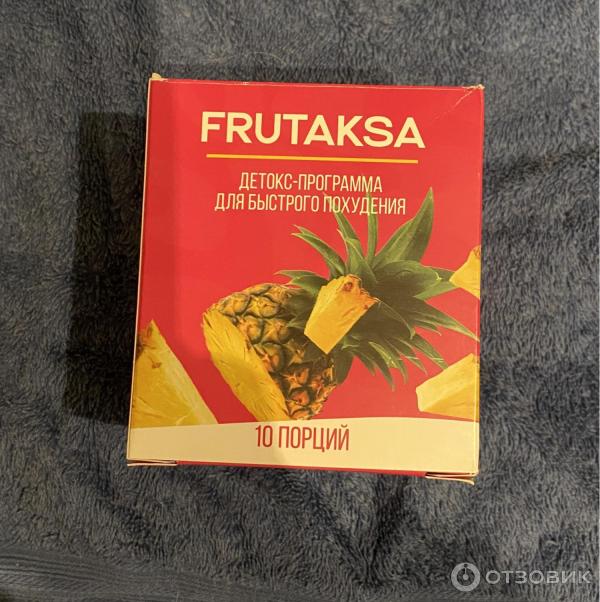 FRUTAKSA
ДЕТОКС-ПРОГРАММА
ДЛЯ БЫСТРОГО ПОХУДЕНИЯ
10 ПОРЦИЙ
ОТЗОВИК